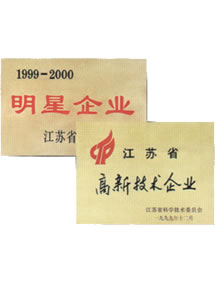 1999-2000
明星企业
江苏省
江苏省
高新技术企业
江苏省科学技术委员会
一九九九年十二月